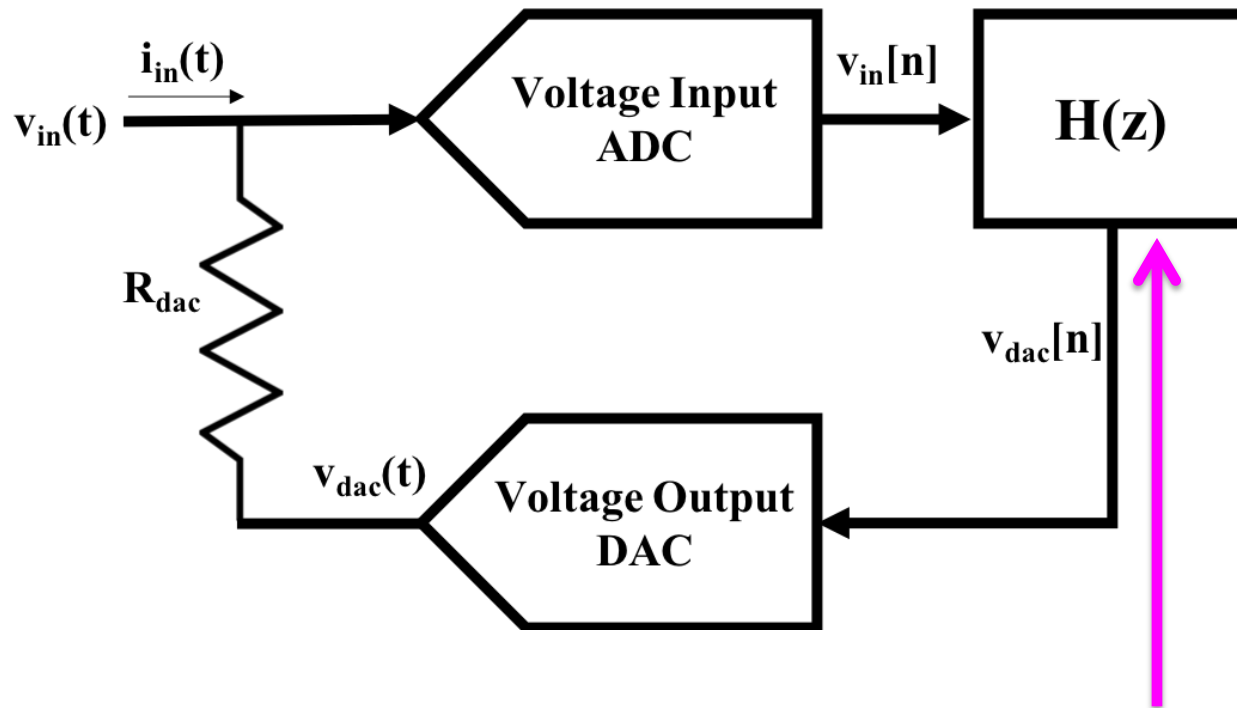 i_in(t)
v_in(t)
Voltage Input
ADC
v_in[n]
H(z)
R_dac
v_dac[n]
v_dac(t)
Voltage Output
DAC